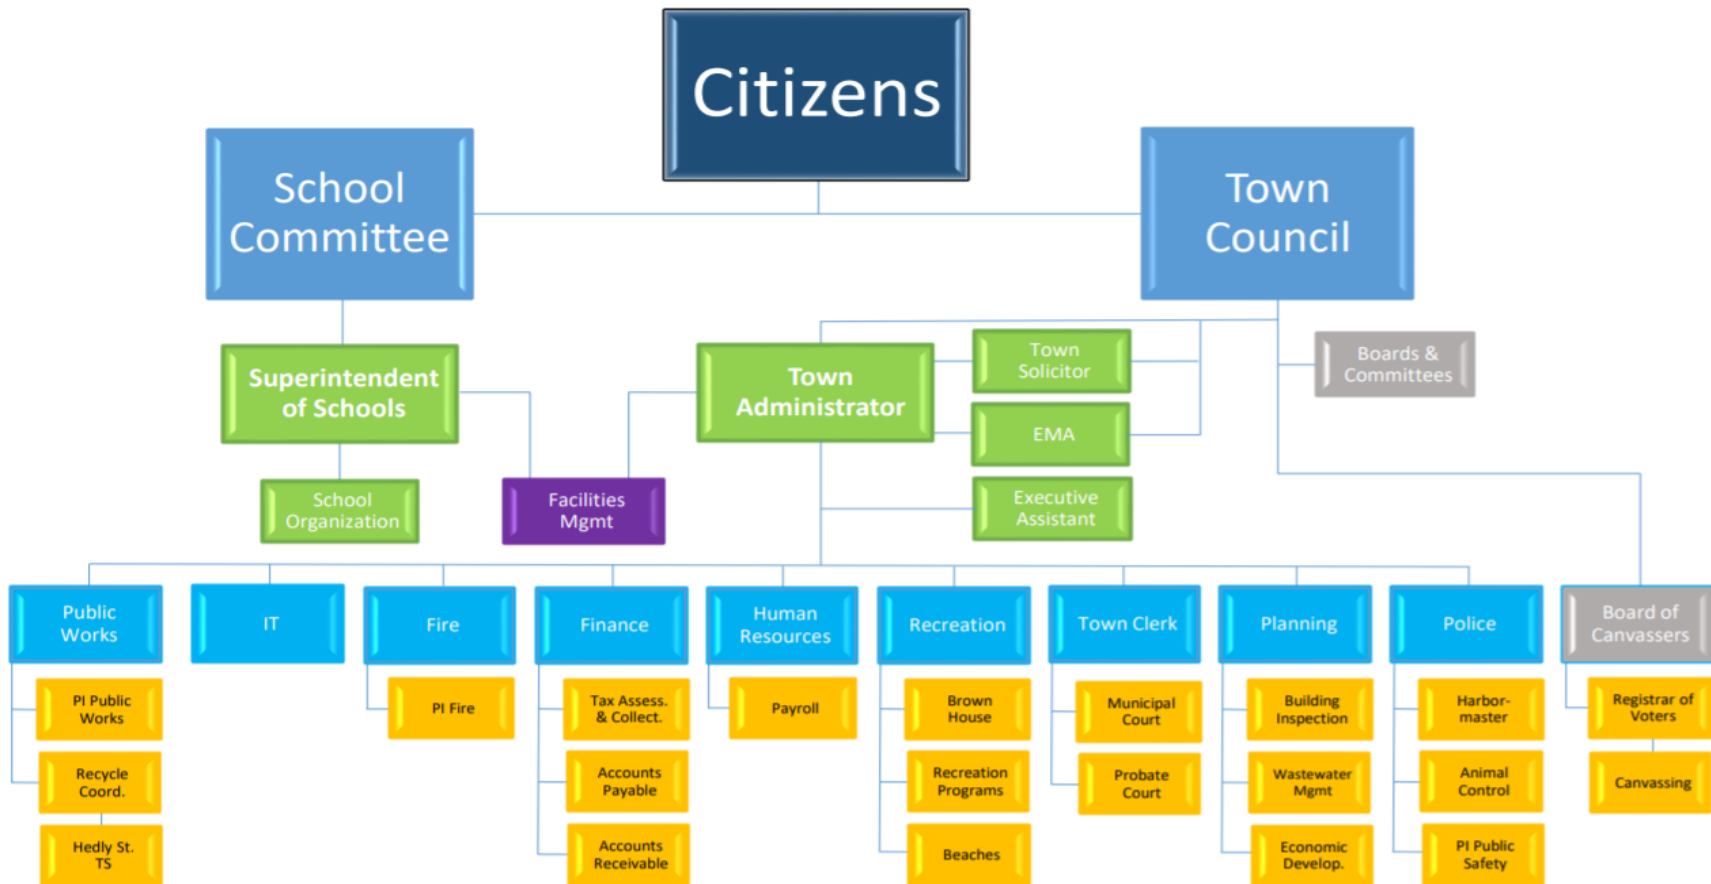 Citizens
School
Committee
Town
Council
Superintendent
of Schools
Town
Administrator
Town
Solicitor
Boards &
Committees
EMA
School
Organization
Facilities
Mgmt
Executive
Assistant
Public
Works
IT
Fire
Finance
Human
Resources
Recreation
Town Clerk
Planning
Police
Board of
Canvassers
PI Public
Works
PI Fire
Tax Assess.
& Collect.
Payroll
Brown
House
Municipal
Court
Building
Inspection
Harbor-
master
Registrar of
Voters
Recycle
Coord.
Accounts
Payable
Recreation
Programs
Probate
Court
Wastewater
Mgmt
Animal
Control
Canvassing
Hedly St.
TS
Accounts
Receivable
Beaches
Economic
Develop.
PI Public
Safety